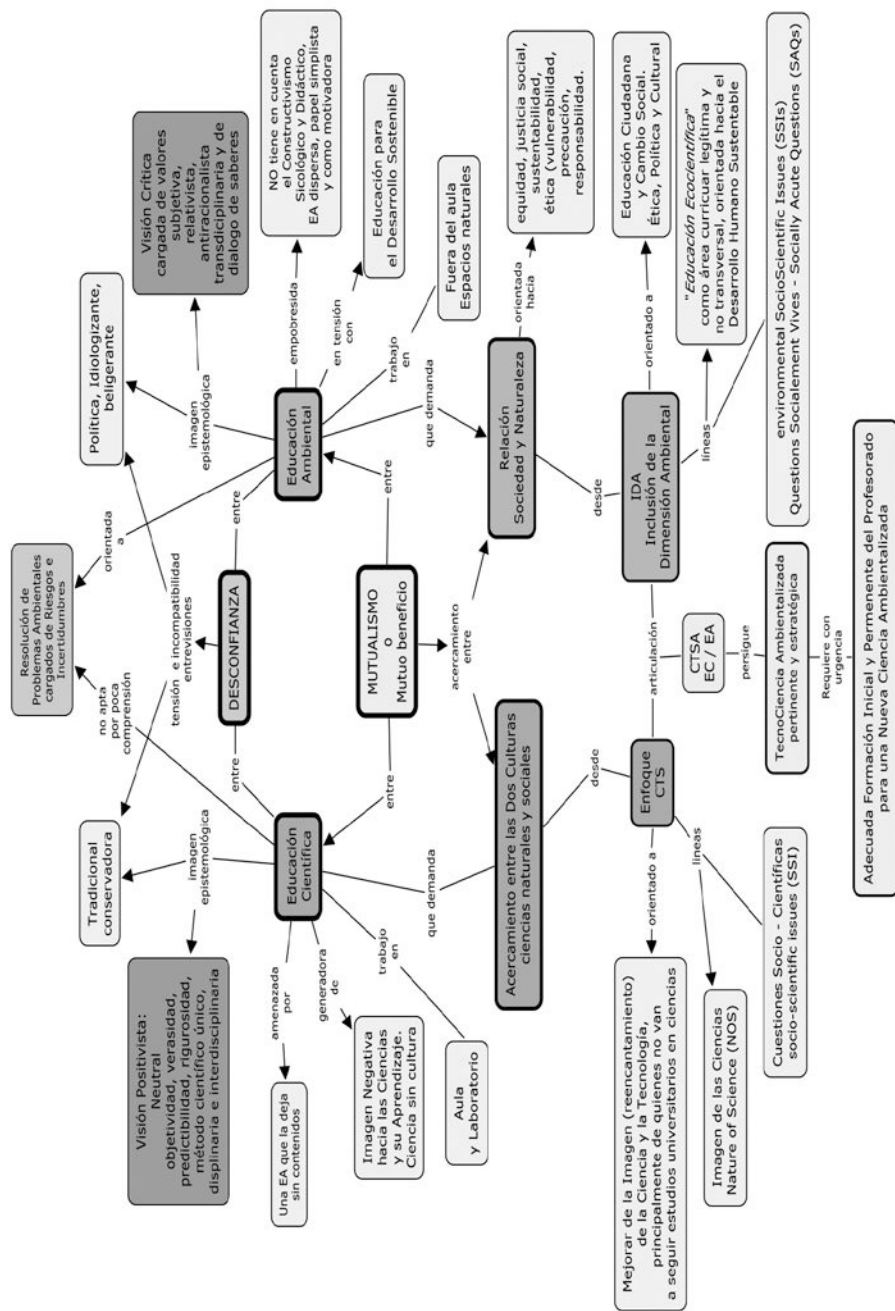 Resolución de
Problemas Ambientales
cargados de Riesgos e
Incertidumbres
Tradicional
conservadora
no apta
por poca
comprensión
tensión e incompatibilidad
entrevisiones
orientada
a
Política, Idiologizante,
beligerante
Visión Positivista:
Neutral
objetividad, verasidad,
predictibilidad, rigurosidad,
método científico único,
displinaria e interdisciplinaria
imagen
epistemológica
entre
DESCONFIANZA
entre
imagen
epistemológica
Visión Crítica
cargada de valores
subjetiva,
relativista,
antiracionalista
transdiciplinaria y de
dialogo de saberes
Educación
Científica
Educación
Ambiental
Una EA que la deja
sin contenidos
amenazada
por
empobresida
NO tiene en cuenta
el Constructivismo
Sicológico y Didáctico,
EA dispersa, papel simplista
y como motivadora
Imagen Negativa
hacia las Ciencias
y su Aprendizaje.
Ciencia sin cultura
generadora
de
entre
MUTUALISMO
o
Mutuo beneficio
entre
en tensión
con
Educación para
el Desarrollo Sostenible
Aula
y Laboratorio
trabajo
en
trabajo
en
Fuera del aula
Espacios naturales
que demanda
acercamiento
entre
que demanda
Acercamiento entre las Dos Culturas
ciencias naturales y sociales
Relación
Sociedad y Naturaleza
orientada
hacia
equidad, justicia social,
sustentabilidad,
ética (vulnerabilidad,
precaución,
responsabilidad.
desde
desde
Mejorar de la Imagen (reencantamiento)
de la Ciencia y la Tecnología,
principalmente de quienes no van
a seguir estudios universitarios en ciencias
orientado a
Enfoque
CTS
articulación
IDA
Inclusión de la
Dimensión Ambiental
orientado a
Educación Ciudadana
y Cambio Social.
Ética, Política y Cultural
Imagen de las Ciencias
Nature of Science (NOS)
lineas
CTSA
EC / EA
líneas
"Educación Ecocientífica"
como área curricuar legítima y
no transversal, orientada hacia el
Desarrollo Humano Sustentable
persigue
Cuestiones Socio - Científicas
socio-scientific issues (SSI)
TecnoCiencia Ambientalizada
pertinente y estratégica
environmental SocioScientific Issues (SSIs)
Questions Socialement Vives - Socially Acute Questions (SAQs)
Requiere con
urgencia
Adecuada Formación Inicial y Permenente del Profesorado
para una Nueva Ciencia Ambientalizada